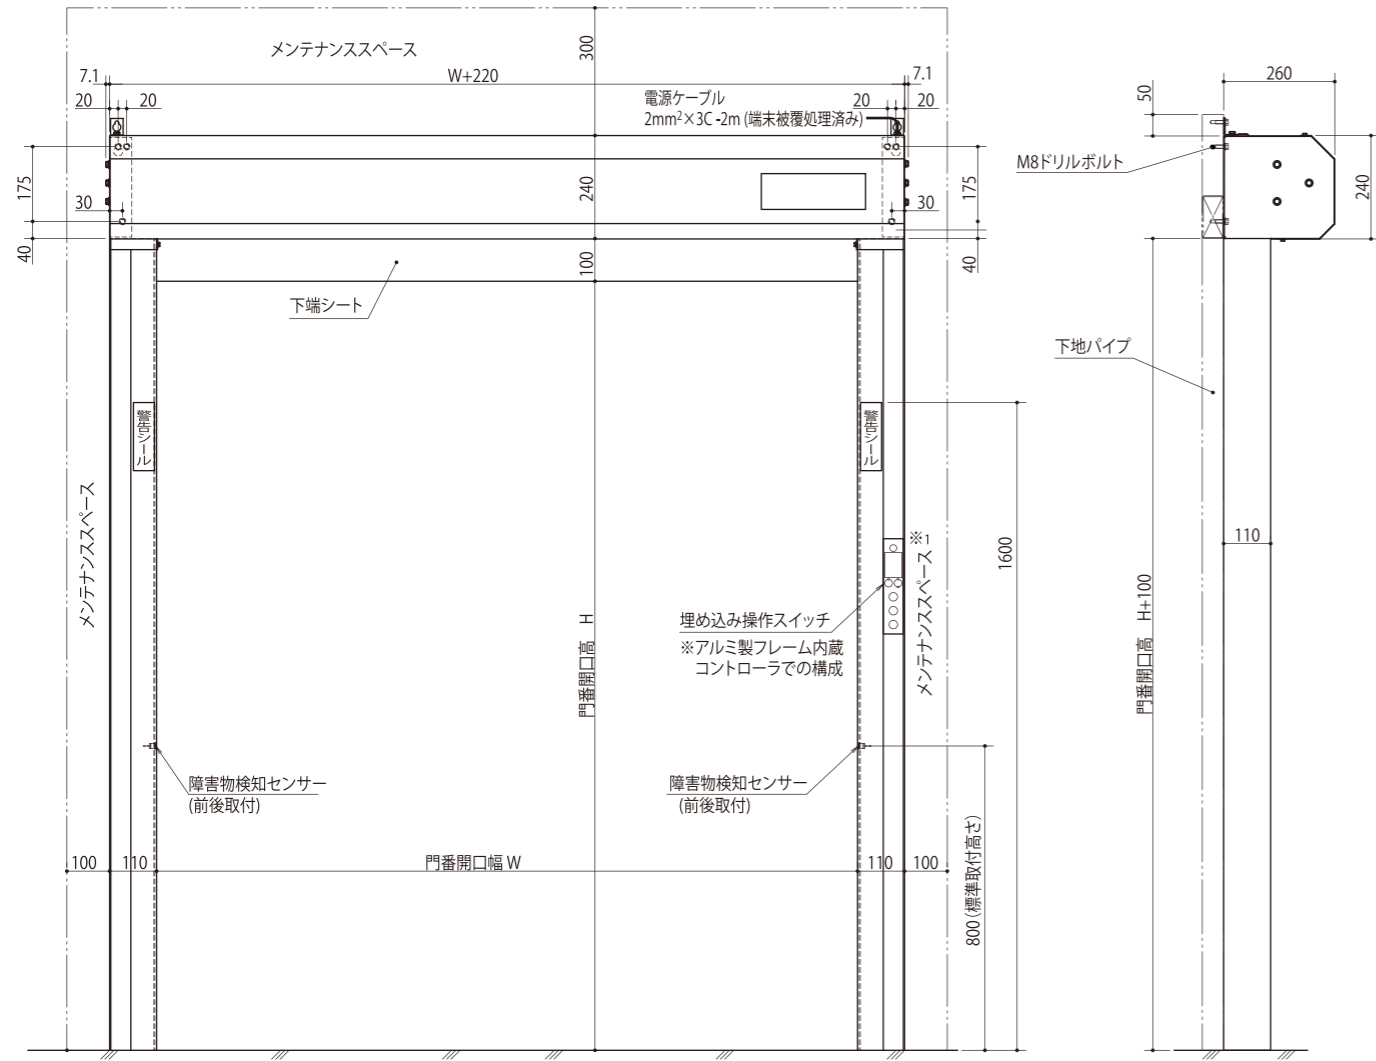 メンテナンススペース
300
7.1
W+220
7.1
20
20
電源ケーブル
2mm²×3C -2m (端末被覆処理済み)
20
20
175
30
240
30
175
40
100
40
下端シート
警告シール
警告シール
メンテナンススペース
※1
メンテナンススペース
1600
埋め込み操作スイッチ
※アルミ製フレーム内蔵
コントローラでの構成
門番開口高 H
障害物検知センサー
(前後取付)
障害物検知センサー
(前後取付)
800 (標準取付高さ)
100
110
門番開口幅 W
110
100
260
50
M8ドリルボルト
240
下地パイプ
110
門番開口高 H+100